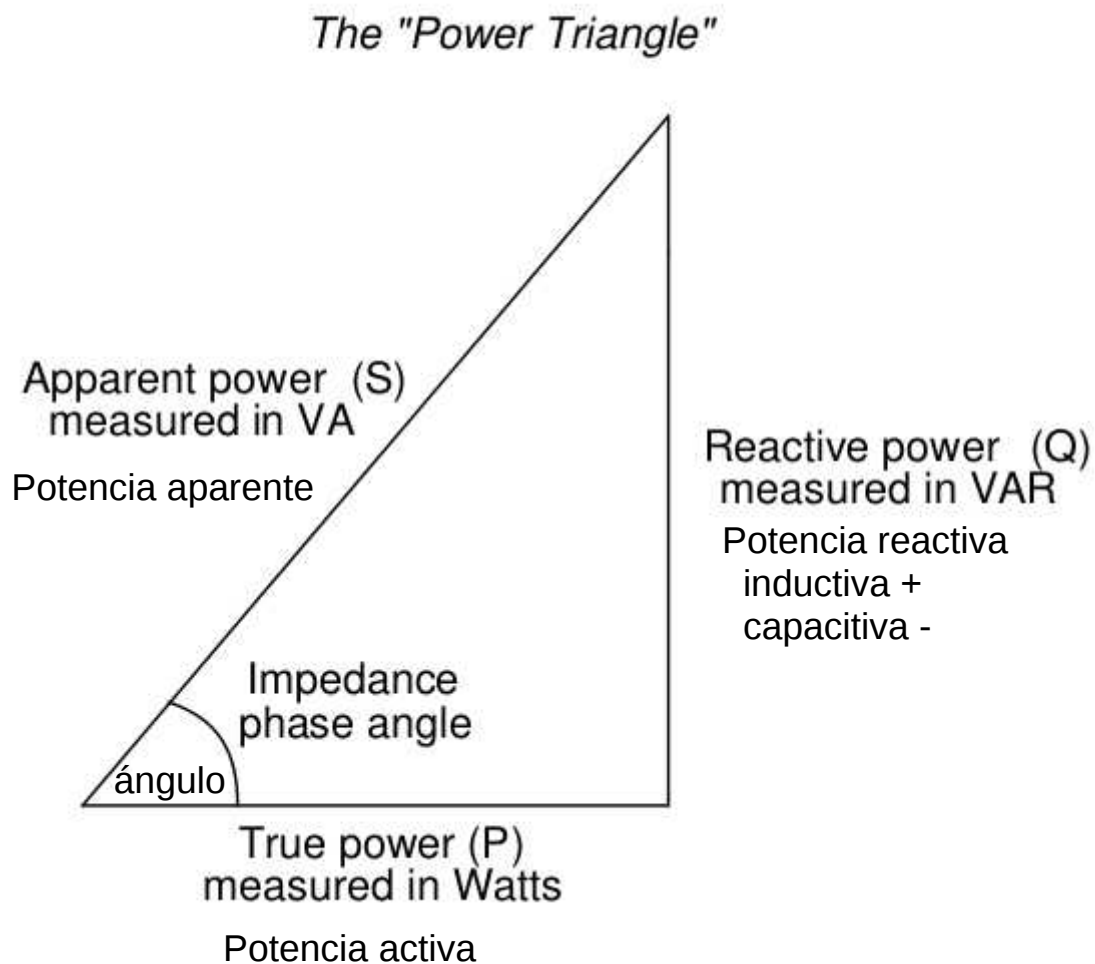 The "Power Triangle"
Apparent power (S)
measured in VA
Potencia aparente
Reactive power (Q)
measured in VAR
Potencia reactiva
inductiva +
capacitiva -
Impedance
phase angle
ángulo
True power (P)
measured in Watts
Potencia activa